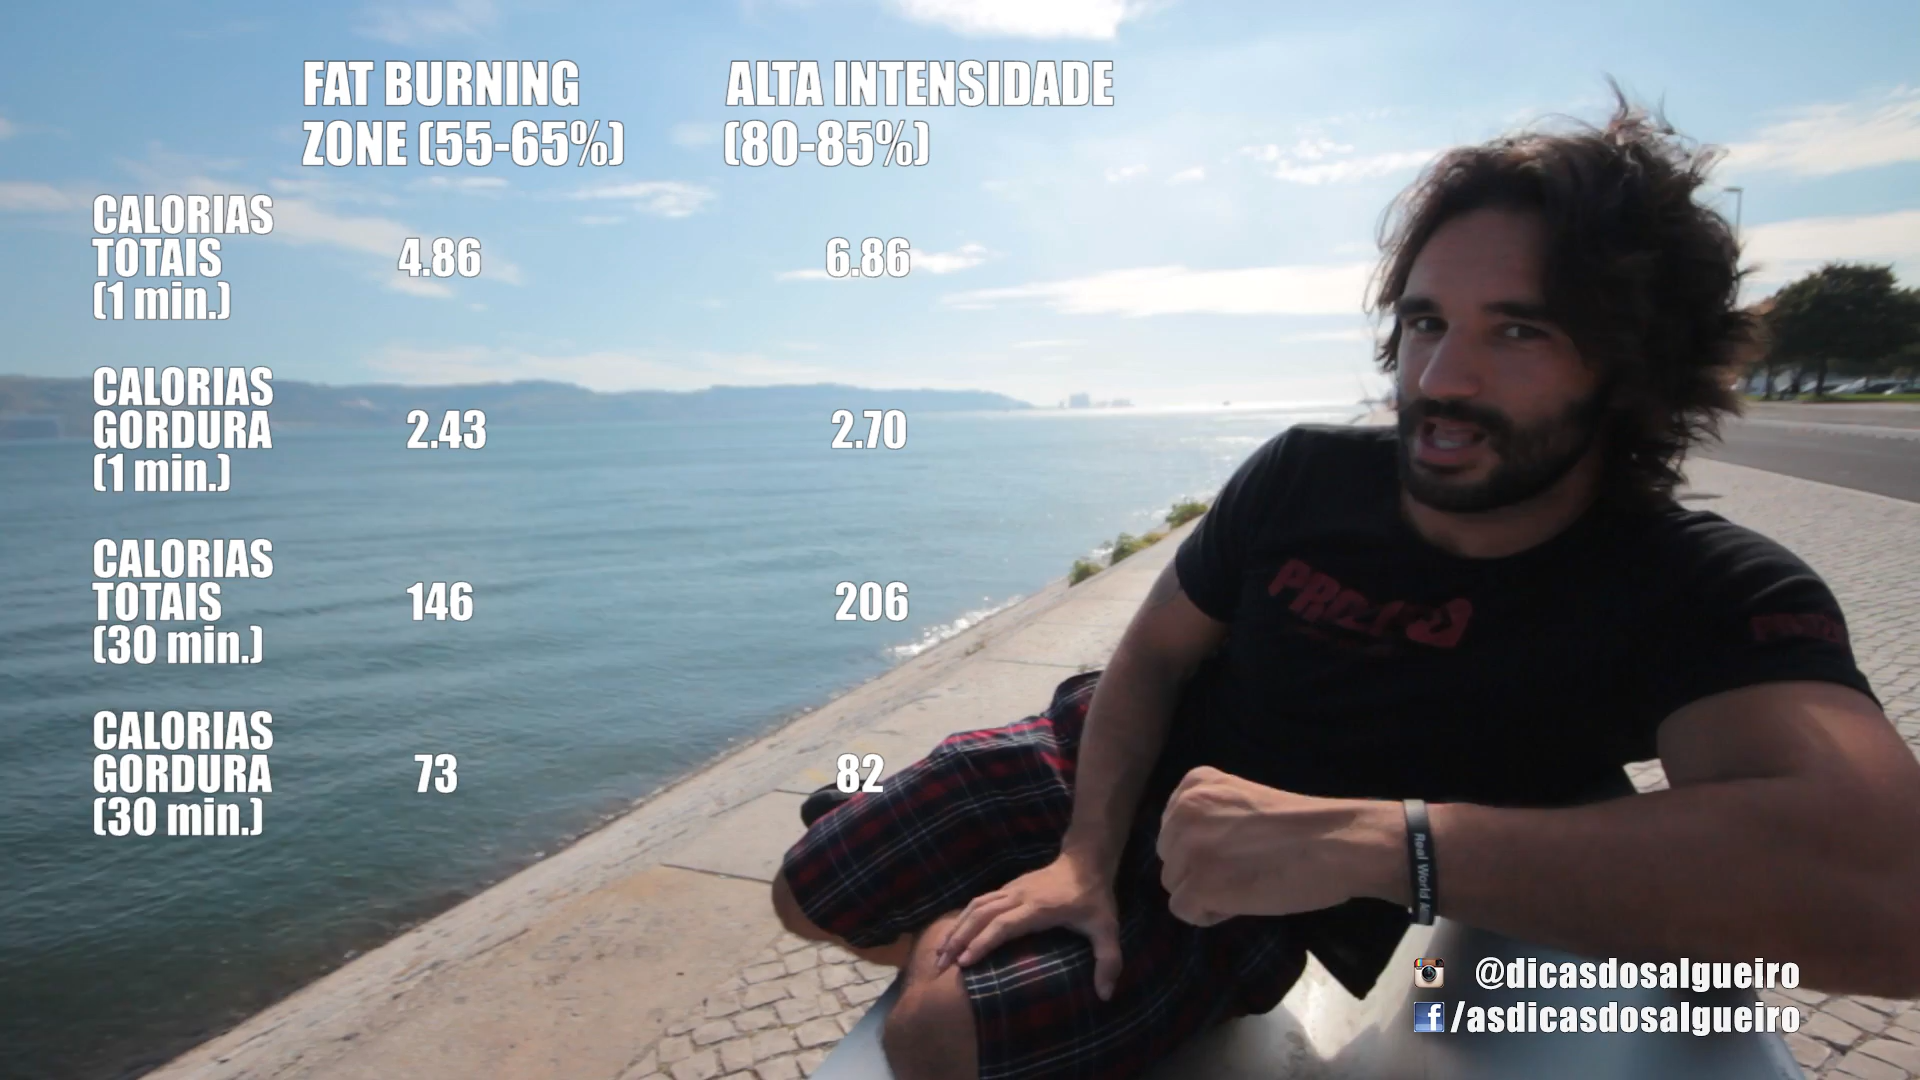 FAT BURNING
ZONE (55-65%)
ALTA INTENSIDADE
(80-85%)
CALORIAS
TOTAIS
(1 min.)
4.86
6.86
CALORIAS
GORDURA
(1 min.)
2.43
2.70
CALORIAS
TOTAIS
(30 min.)
146
206
CALORIAS
GORDURA
(30 min.)
73
82
Real World
@dicasdosalgueiro
f /asdicasdosalgueiro